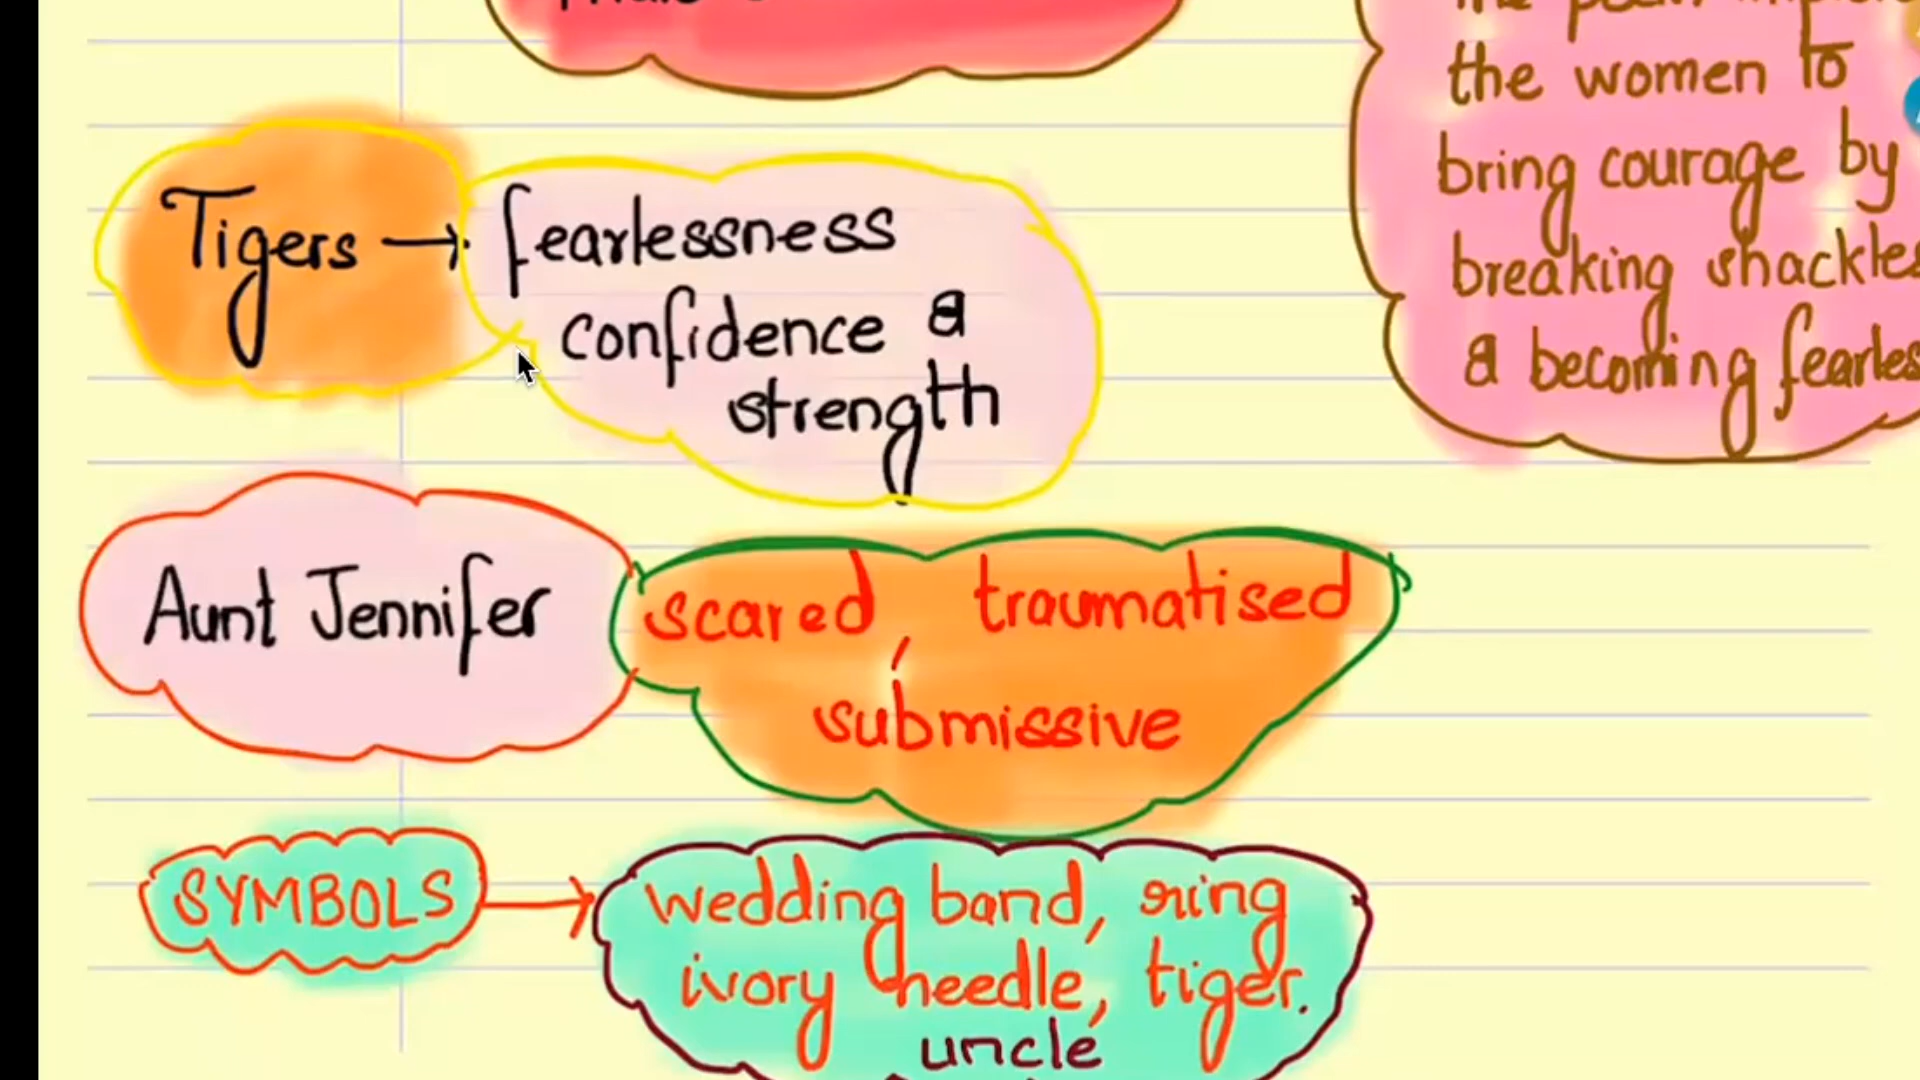 the women to
bring courage by
breaking shackles
& becoming fearless
Tigers → fearlessness
confidence &
strength
Aunt Jennifer
scared, traumatised
submissive
SYMBOLS → wedding band, ring
ivory needle, tiger.
uncle